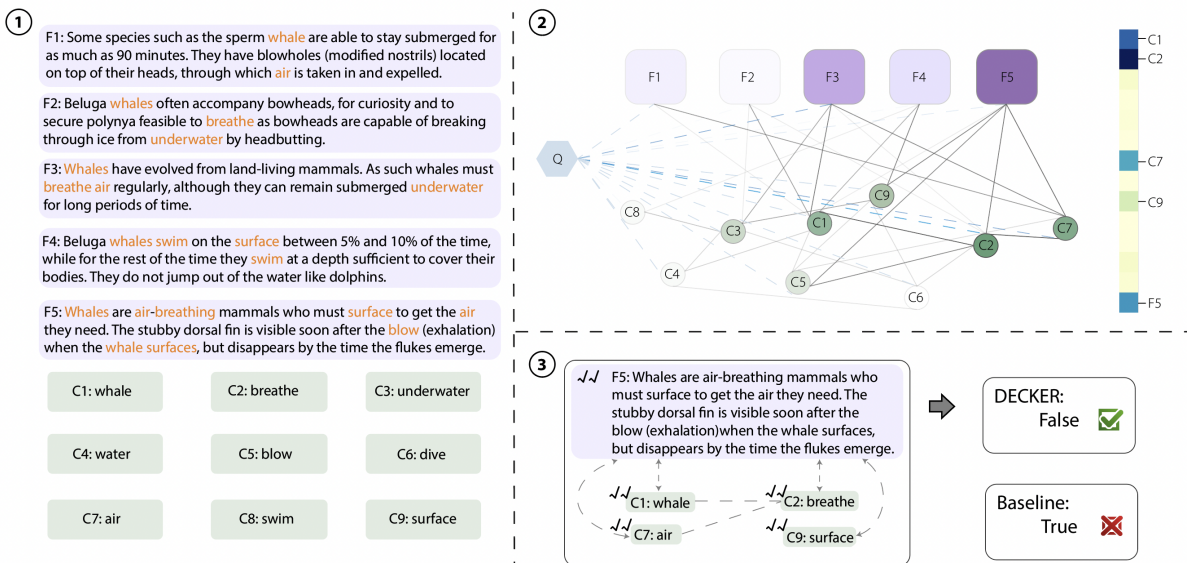 1
F1: Some species such as the sperm whale are able to stay submerged for
as much as 90 minutes. They have blowholes (modified nostrils) located
on top of their heads, through which air is taken in and expelled.
F2: Beluga whales often accompany bowheads, for curiosity and to
secure polynya feasible to breathe as bowheads are capable of breaking
through ice from underwater by headbutting.
F3: Whales have evolved from land-living mammals. As such whales must
breathe air regularly, although they can remain submerged underwater
for long periods of time.
F4: Beluga whales swim on the surface between 5% and 10% of the time,
while for the rest of the time they swim at a depth sufficient to cover their
bodies. They do not jump out of the water like dolphins.
F5: Whales are air-breathing mammals who must surface to get the air
they need. The stubby dorsal fin is visible soon after the blow (exhalation)
when the whale surfaces, but disappears by the time the flukes emerge.
C1: whale
C2: breathe
C3: underwater
C4: water
C5: blow
C6: dive
C7: air
C8: swim
C9: surface
2
F1
F2
F3
F4
F5
Q
C8
C3
C1
C9
C2
C7
C4
C5
C6
C1
C2
C7
C9
F5
3
F5: Whales are air-breathing mammals who
must surface to get the air they need. The
stubby dorsal fin is visible soon after the
blow (exhalation)when the whale surfaces,
but disappears by the time the flukes emerge.
C1: whale
C2: breathe
C7: air
C9: surface
DECKER:
False
Baseline:
True